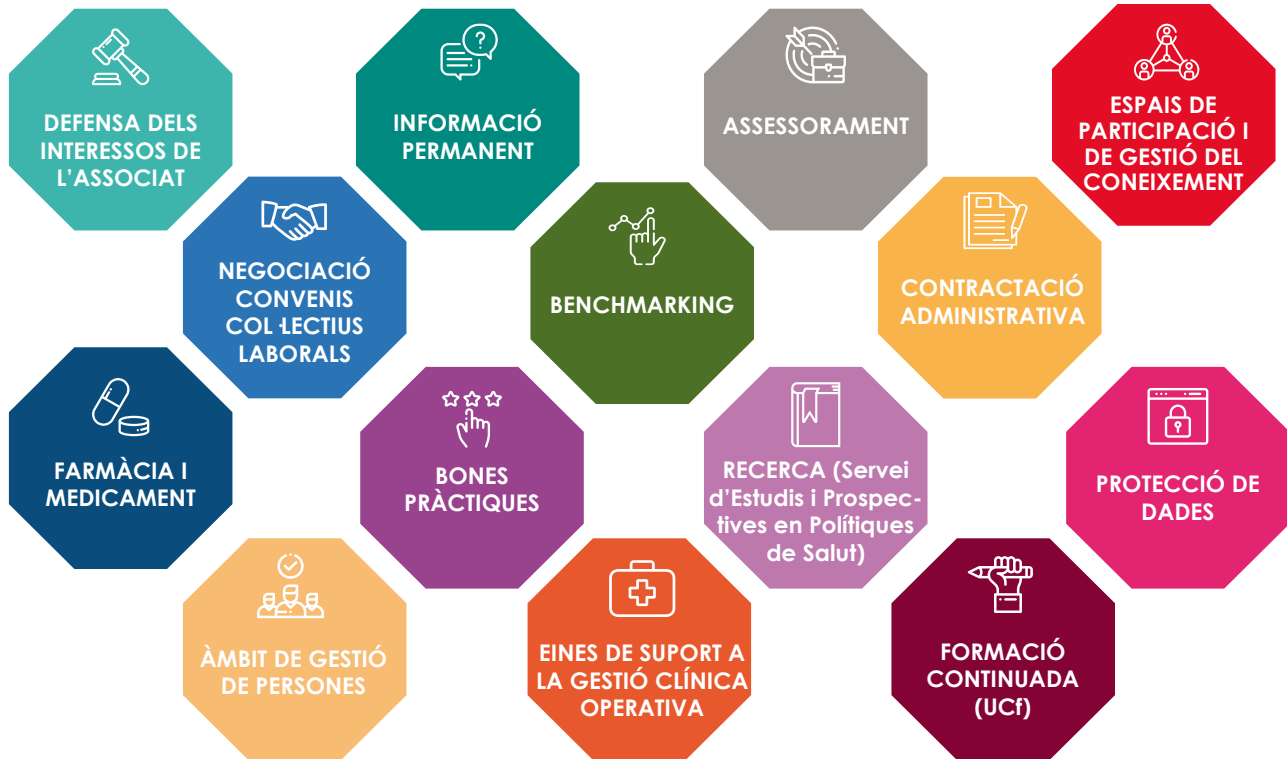 DEFENSA DELS
INTERESSOS DE
L'ASSOCIAT
INFORMACIÓ
PERMANENT
ASSESSORAMENT
ESPAIS DE
PARTICIPACIÓ I
DE GESTIÓ DEL
CONEIXEMENT
NEGOCIACIÓ
CONVENIS
COL·LECTIUS
LABORALS
BENCHMARKING
CONTRACTACIÓ
ADMINISTRATIVA
FARMÀCIA I
MEDICAMENT
BONES
PRÀCTIQUES
RECERCA (Servei
d'Estudis i Prospec-
tives en Polítiques
de Salut)
PROTECCIÓ DE
DADES
ÀMBIT DE GESTIÓ
DE PERSONES
EINES DE SUPORT A
LA GESTIÓ CLÍNICA
OPERATIVA
FORMACIÓ
CONTINUADA
(UCf)